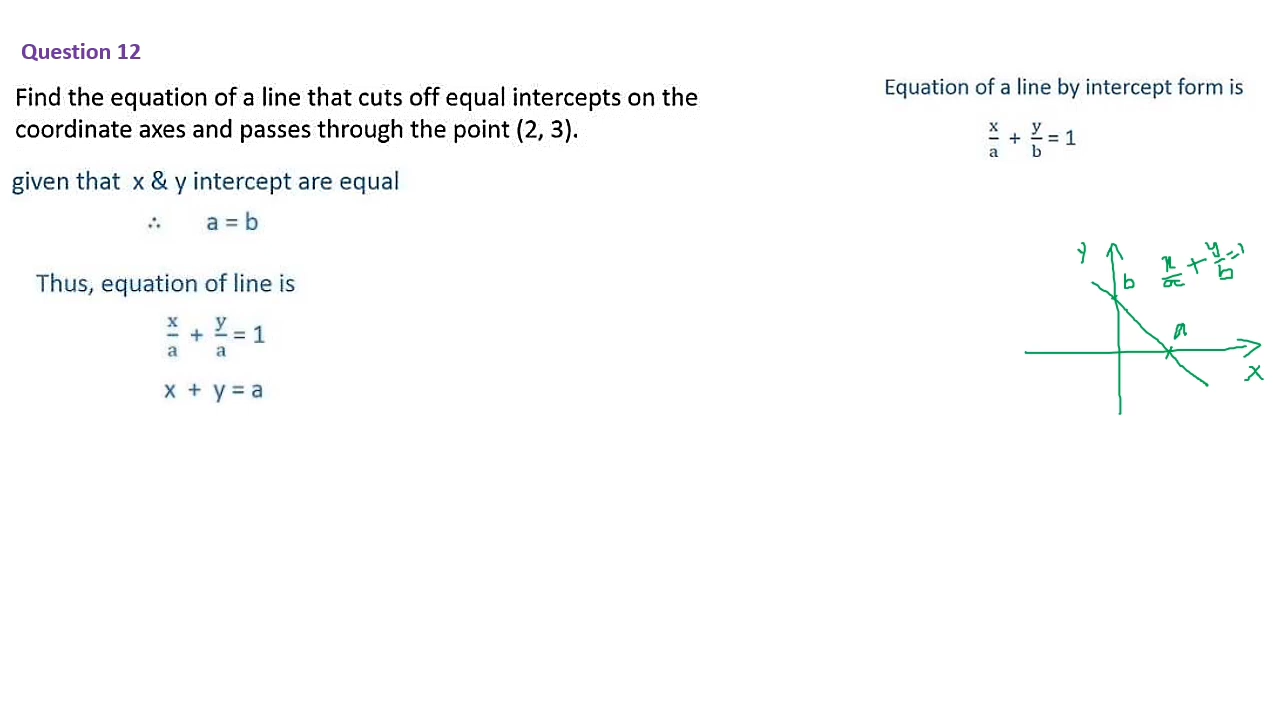 Question 12
Find the equation of a line that cuts off equal intercepts on the
coordinate axes and passes through the point (2, 3).
given that x & y intercept are equal
∴ a = b
Thus, equation of line is
x/a + y/a = 1
x + y = a
Equation of a line by intercept form is
x/a + y/b = 1
y
b
x/a + y/b = 1
a
x